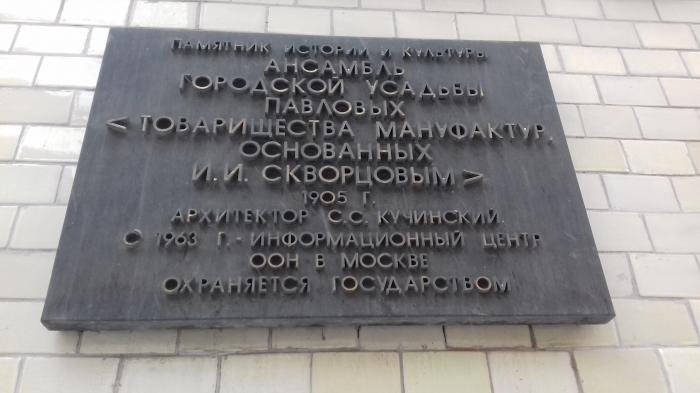 ПАМЯТНИК ИСТОРИИ И КУЛЬТУРЫ
АНСАМБЛЬ
ГОРОДСКОЙ УСАДЬБЫ
ПАВЛОВЫХ
< ТОВАРИЩЕСТВА МАНУФАКТУР,
ОСНОВАННЫХ
И. И. СКВОРЦОВЫМ >
1905 Г.
АРХИТЕКТОР С.С. КУЧИНСКИЙ.
С 1963 Г. - ИНФОРМАЦИОННЫЙ ЦЕНТР
ООН В МОСКВЕ
ОХРАНЯЕТСЯ ГОСУДАРСТВОМ